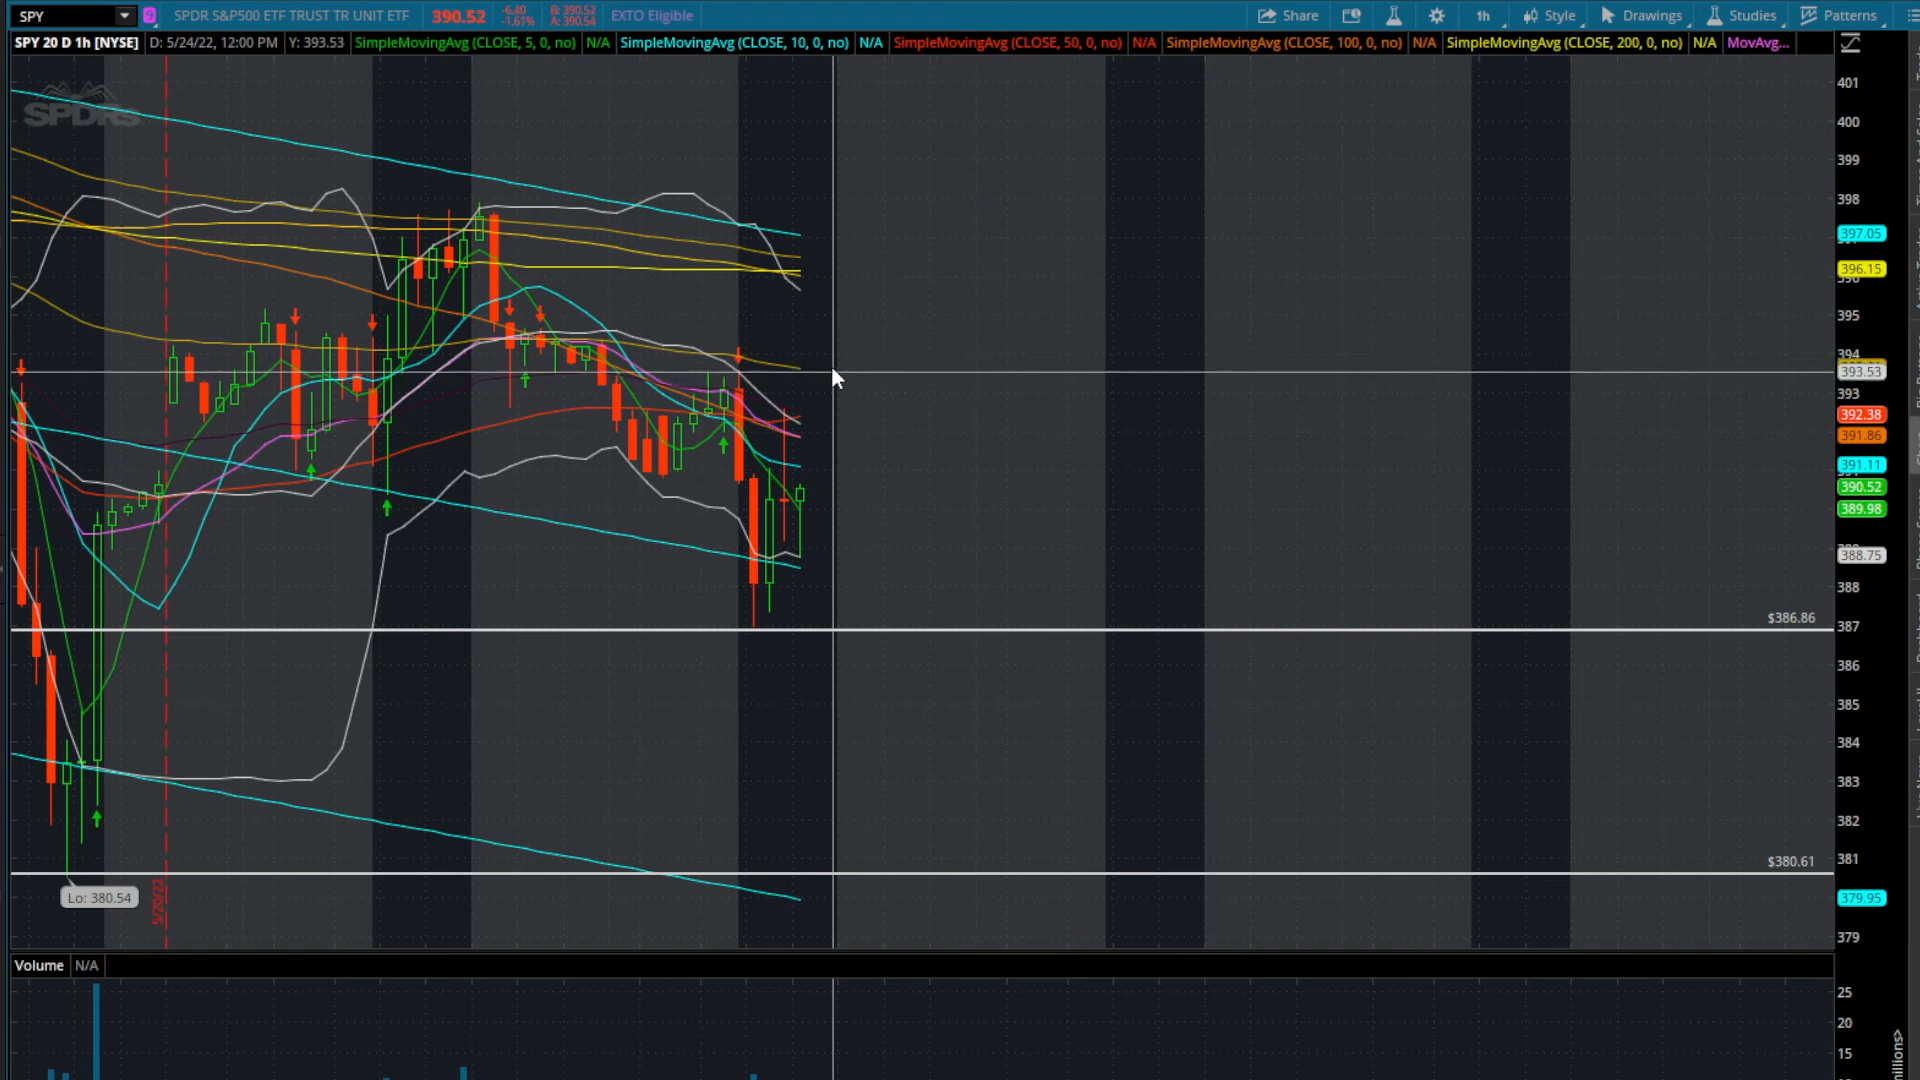 SPY
9
SPDR S&P500 ETF TRUST TR UNIT ETF
390.52
-6.40
-1.61%
B: 390.52
A: 390.54
EXTO Eligible
Share
1h
Style
Drawings
Studies
Patterns
SPY 20 D 1h [NYSE]
D: 5/24/22, 12:00 PM
Y: 393.53
SimpleMovingAvg (CLOSE, 5, 0, no)
N/A
SimpleMovingAvg (CLOSE, 10, 0, no)
N/A
SimpleMovingAvg (CLOSE, 50, 0, no)
N/A
SimpleMovingAvg (CLOSE, 100, 0, no)
N/A
SimpleMovingAvg (CLOSE, 200, 0, no)
N/A
MovAvg...
SPDRs
401
400
399
398
397.05
396.15
395
394
393.53
393
392.38
391.86
391.11
390.52
389.98
388.75
388
$386.86
387
386
385
384
383
382
$380.61
381
Lo: 380.54
5/20/22
379.95
379
Volume
N/A
25
20
15